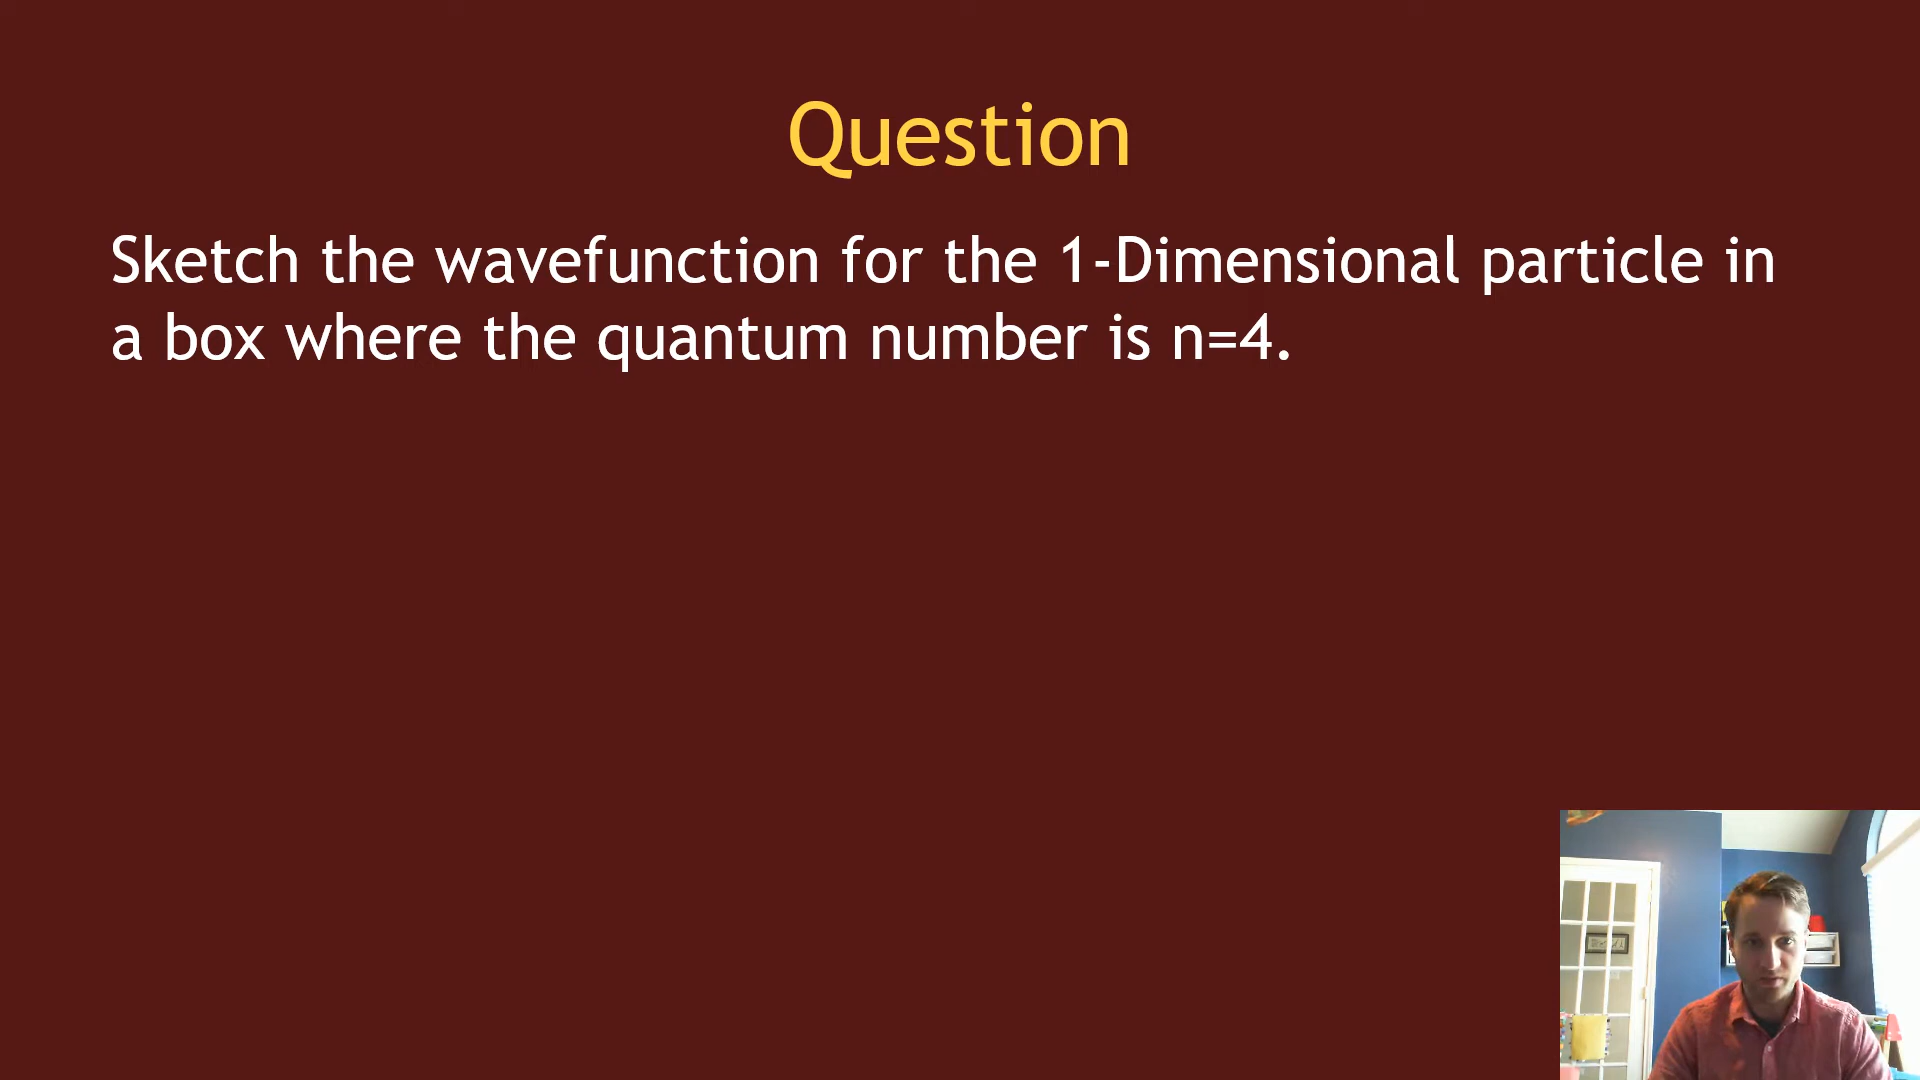 Question
Sketch the wavefunction for the 1-Dimensional particle in
a box where the quantum number is n=4.